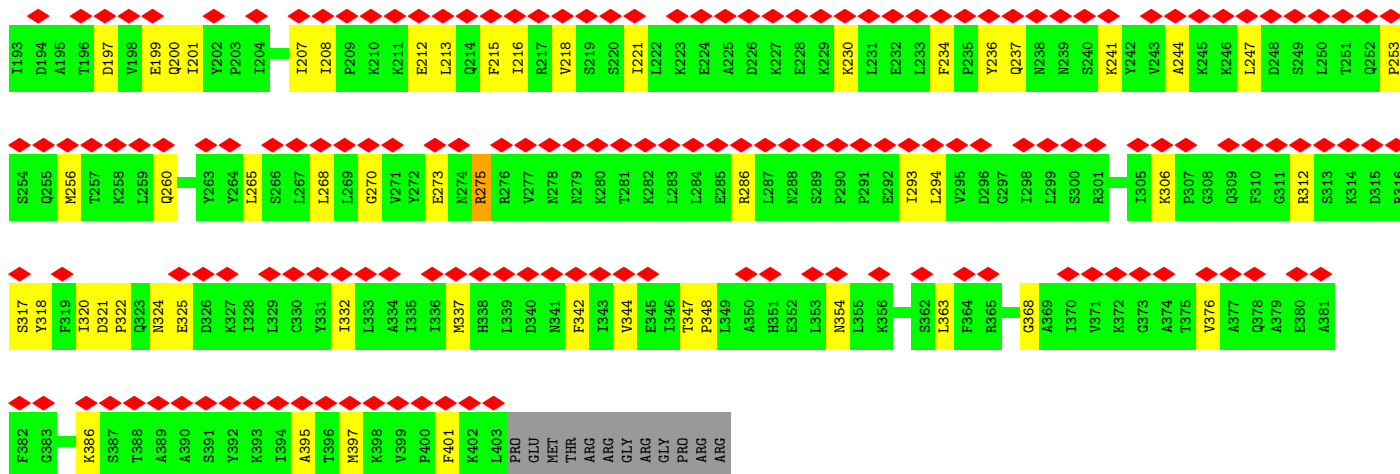 I193 D194 A195 T196 D197 V198 E199 Q200 I201 Y202 P203 I204 I207 I208 P209 K210 K211 E212 L213 Q214 F215 I216 R217 V218 S219 S220 I221 L222 K223 E224 A225 D226 K227 E228 K229 K230 L231 E232 L233 F234 P235 Y236 Q237 N238 N239 S240 K241 Y242 V243 A244 K245 K246 L247 D248 S249 L250 T251 Q252 P253
S254 Q255 M256 T257 K258 L259 Q260 Y263 Y264 L265 S266 L267 L268 L269 G270 V271 Y272 E273 N274 R275 R276 V277 N278 N279 K280 T281 K282 L283 L284 E285 R286 L287 N288 S289 P290 P291 E292 I293 L294 V295 D296 G297 I298 L299 S300 R301 I305 K306 P307 G308 Q309 F310 G311 R312 S313 K314 D315 R316
S317 Y318 F319 I320 D321 P322 Q323 N324 E325 D326 K327 I328 L329 C330 Y331 I332 L333 A334 I335 I336 M337 H338 L339 D340 N341 F342 I343 V344 E345 I346 T347 P348 L349 A350 H351 E352 L353 N354 L355 K356 S362 L363 F364 R365 G368 A369 I370 V371 K372 G373 A374 T375 V376 A377 Q378 A379 E380 A381
F382 G383 K386 S387 T388 A389 A390 S391 Y392 K393 I394 A395 T396 M397 K398 V399 P400 F401 K402 L403 PRO GLU MET THR ARG ARG GLY ARG GLY PRO ARG ARG